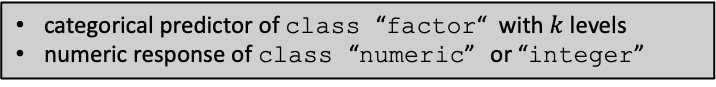 • categorical predictor of class “factor“ with k levels
• numeric response of class “numeric” or “integer”